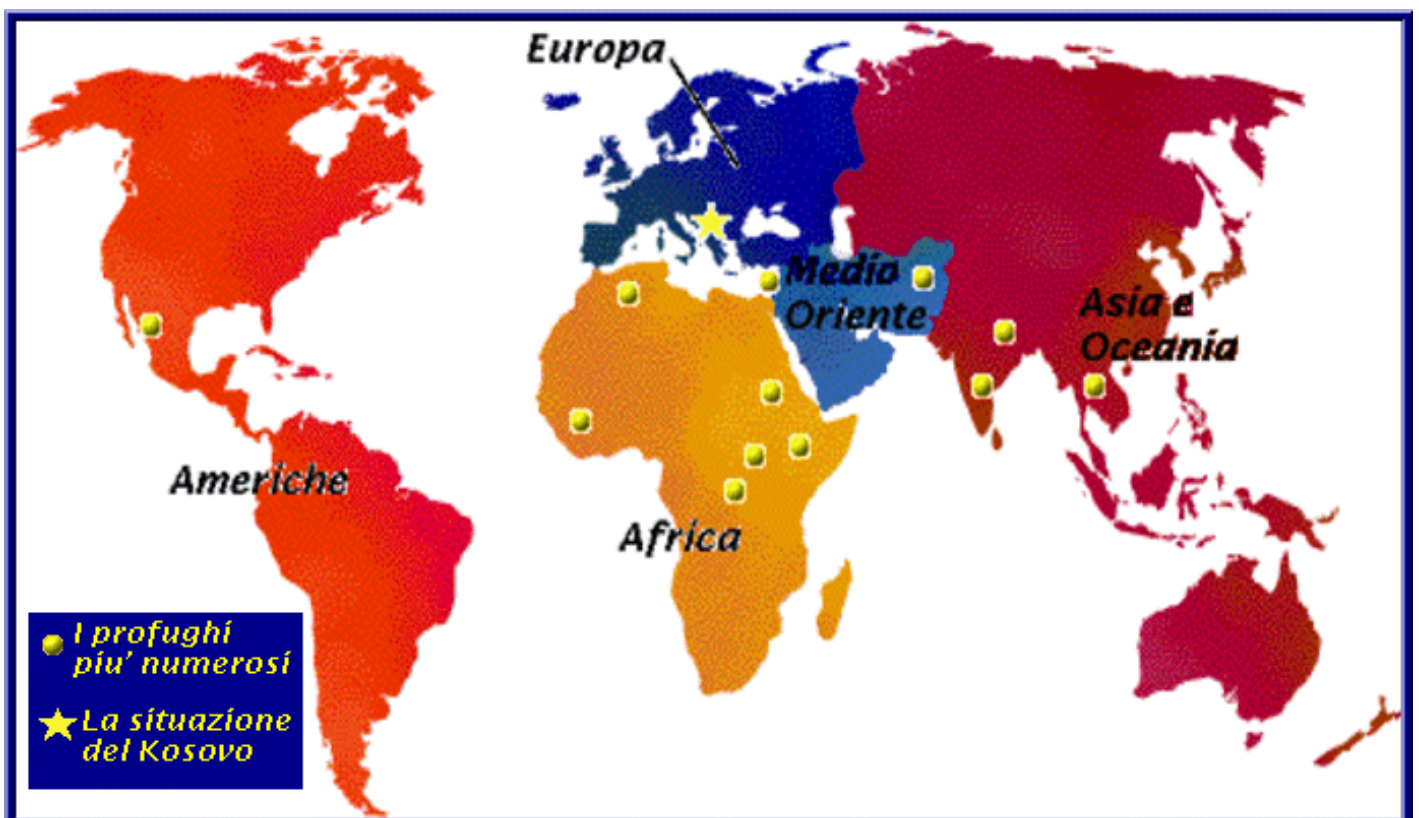 Europa
Medio
Oriente
Asia e
Oceania
Americhe
Africa
I profughi
piu' numerosi
La situazione
del Kosovo